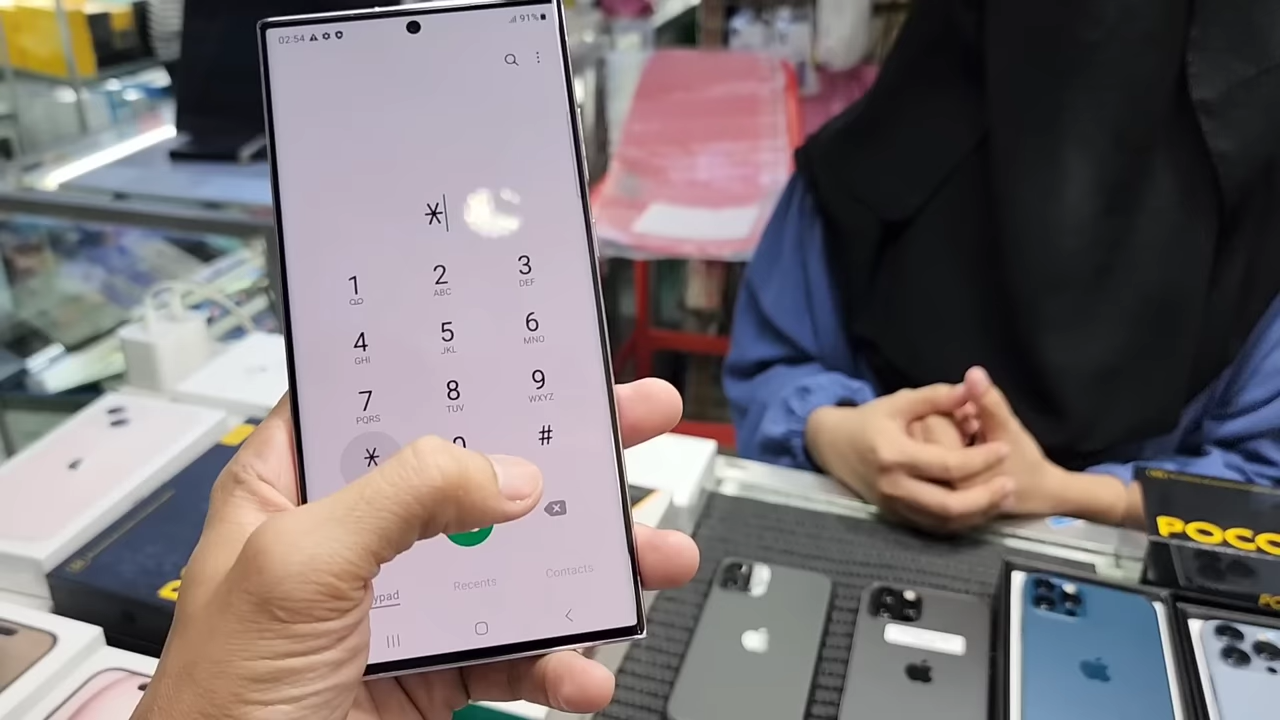 02:54
91%
*
1
2
ABC
3
DEF
4
GHI
5
JKL
6
MNO
7
PQRS
8
TUV
9
WXYZ
*
#
Recents
Contacts
POCO